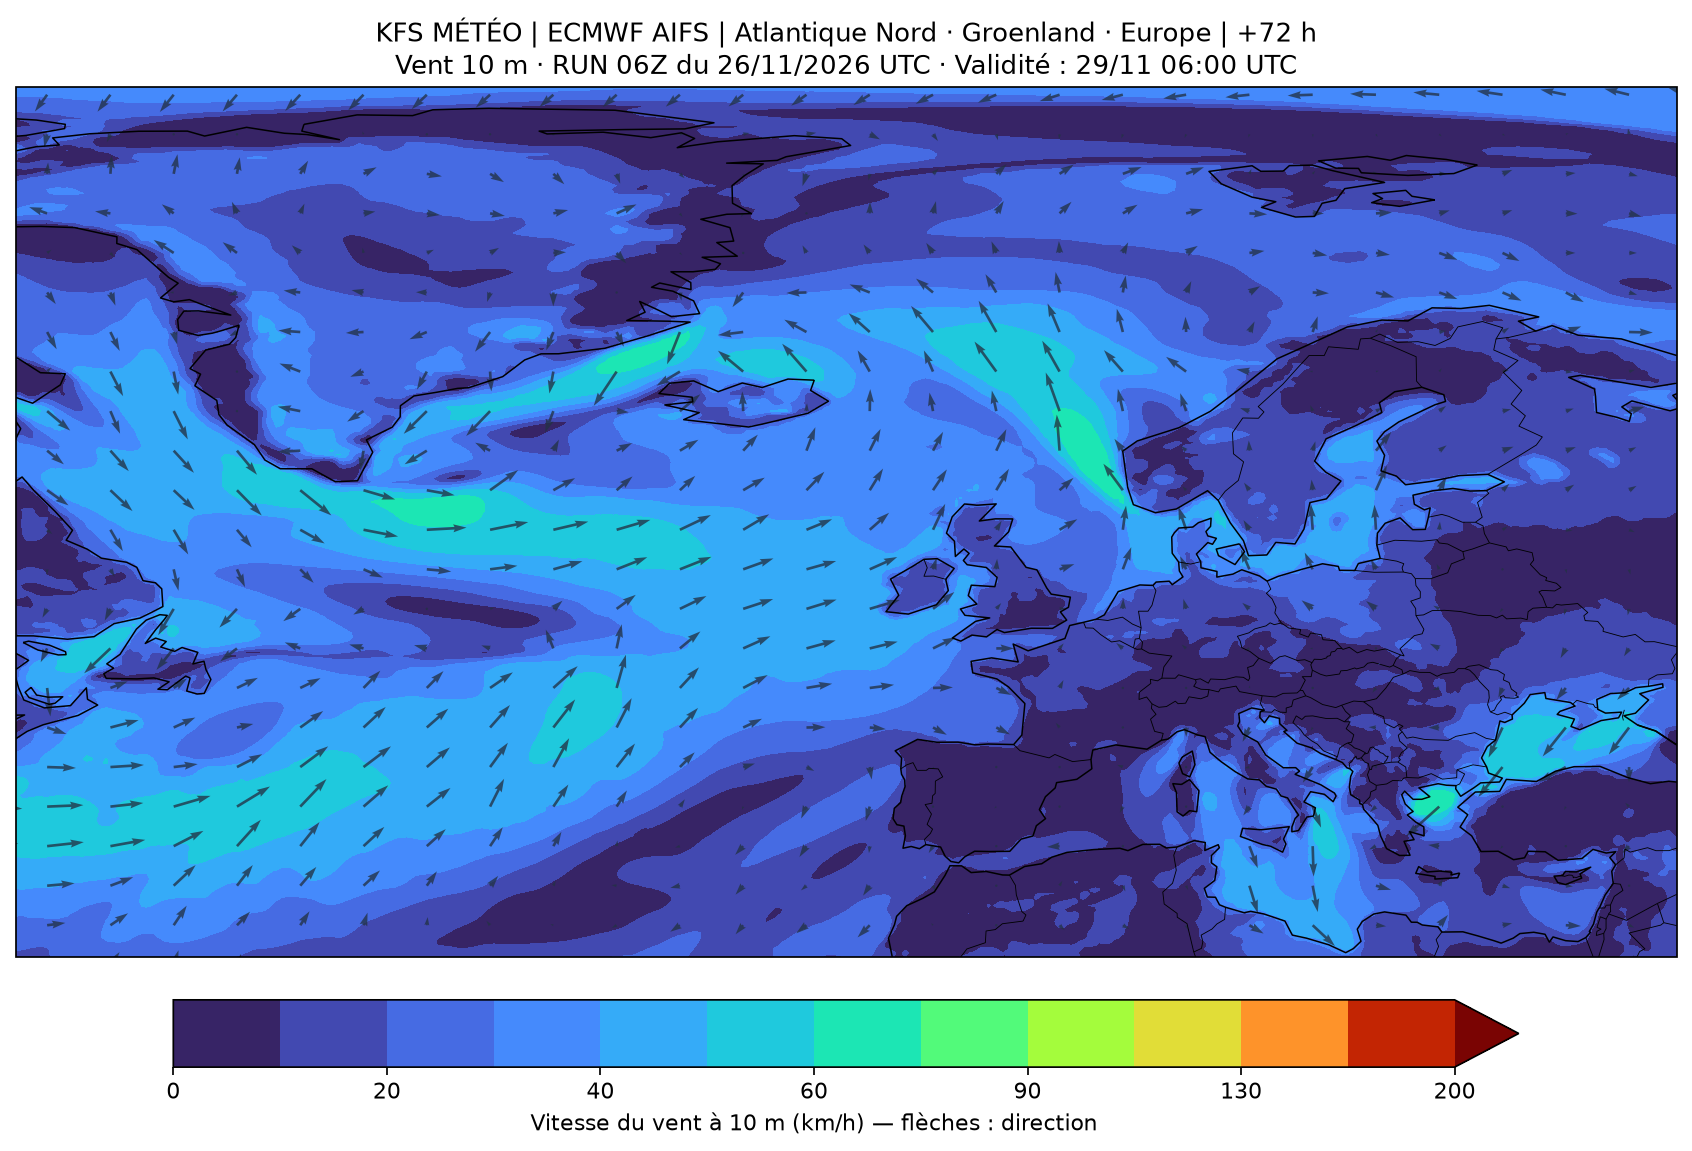 KFS MÉTÉO | ECMWF AIFS | Atlantique Nord · Groenland · Europe | +72 h
Vent 10 m · RUN 06Z du 26/11/2026 UTC · Validité : 29/11 06:00 UTC
0 20 40 60 90 130 200
Vitesse du vent à 10 m (km/h) — flèches : direction